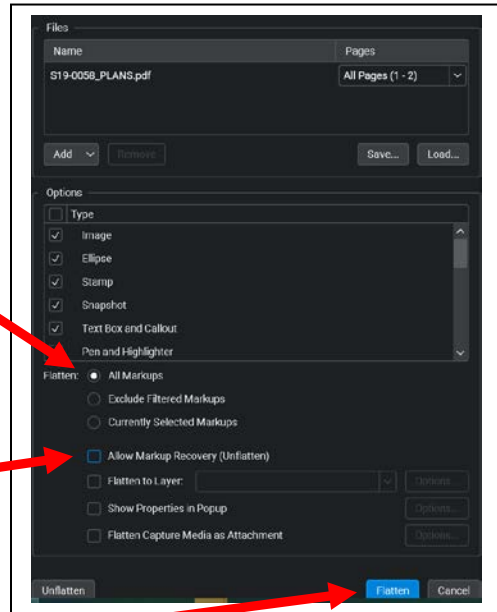 Files
Name Pages
S19-0058_PLANS.pdf All Pages (1 - 2)
Add Remove Save... Load...
Options
Type
Image
Ellipse
Stamp
Snapshot
Text Box and Callout
Pen and Highlighter
Flatten: All Markups
Exclude Filtered Markups
Currently Selected Markups
Allow Markup Recovery (Unflatten)
Flatten to Layer: Options...
Show Properties in Popup Options...
Flatten Capture Media as Attachment Options...
Unflatten Flatten Cancel